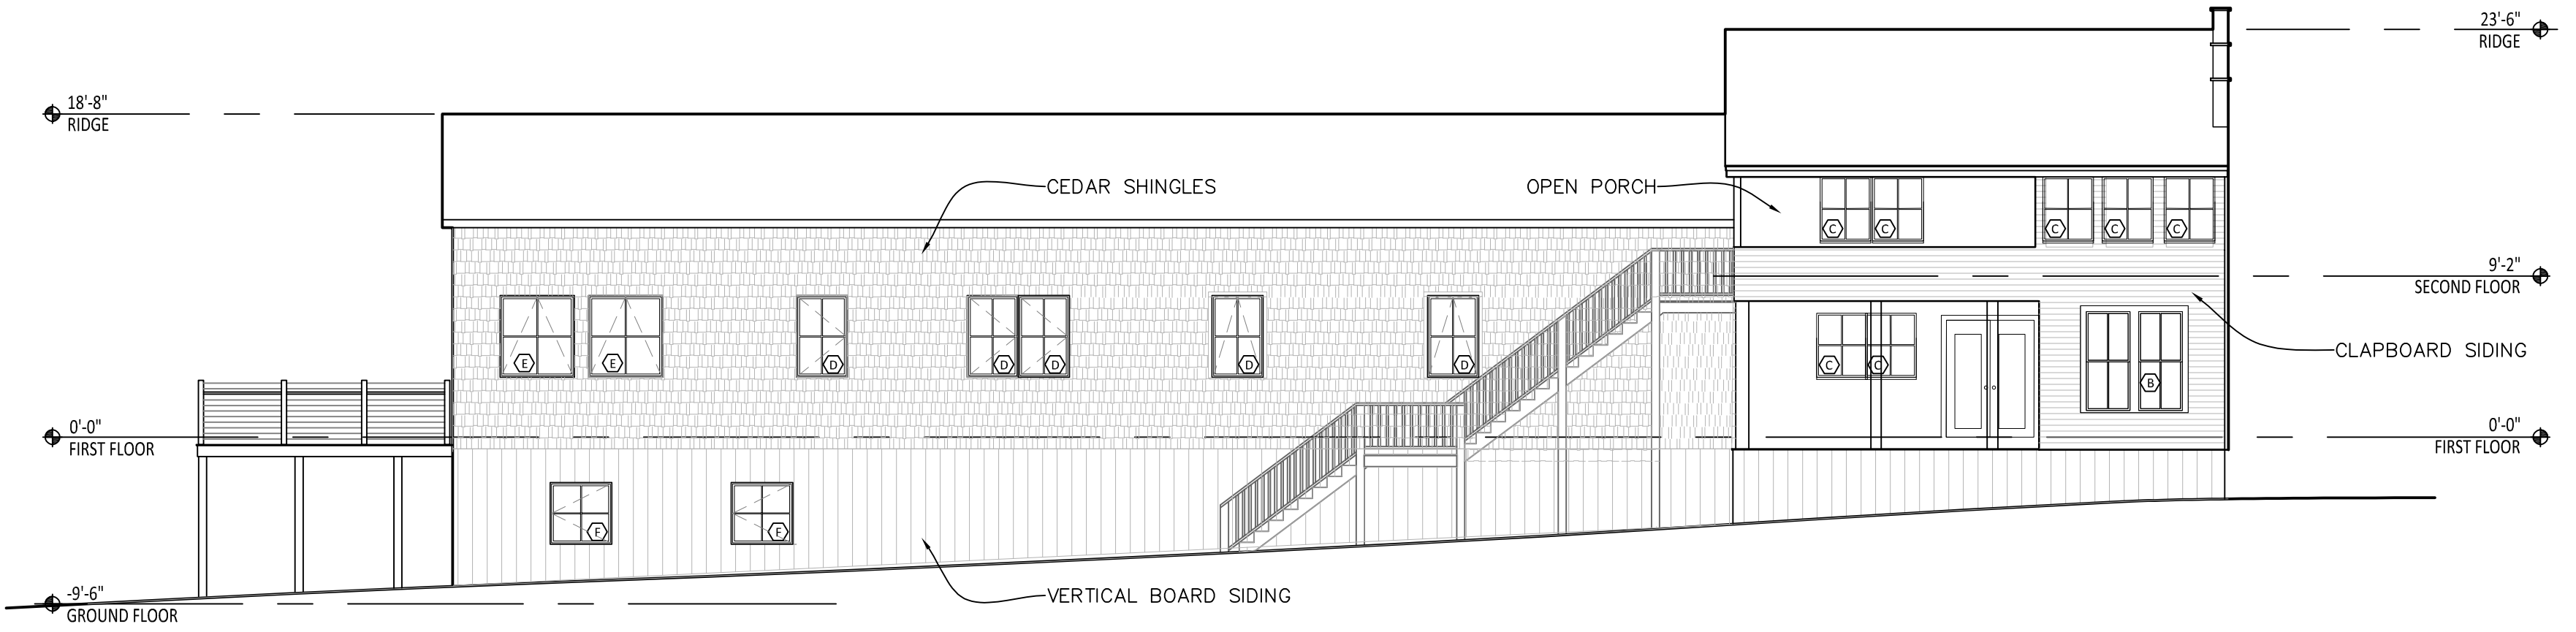 23'-6"
RIDGE
18'-8"
RIDGE
CEDAR SHINGLES
OPEN PORCH
C
C
C
C
C
9'-2"
SECOND FLOOR
CLAPBOARD SIDING
E
E
D
D
D
D
D
C
C
B
0'-0"
FIRST FLOOR
0'-0"
FIRST FLOOR
E
E
VERTICAL BOARD SIDING
-9'-6"
GROUND FLOOR